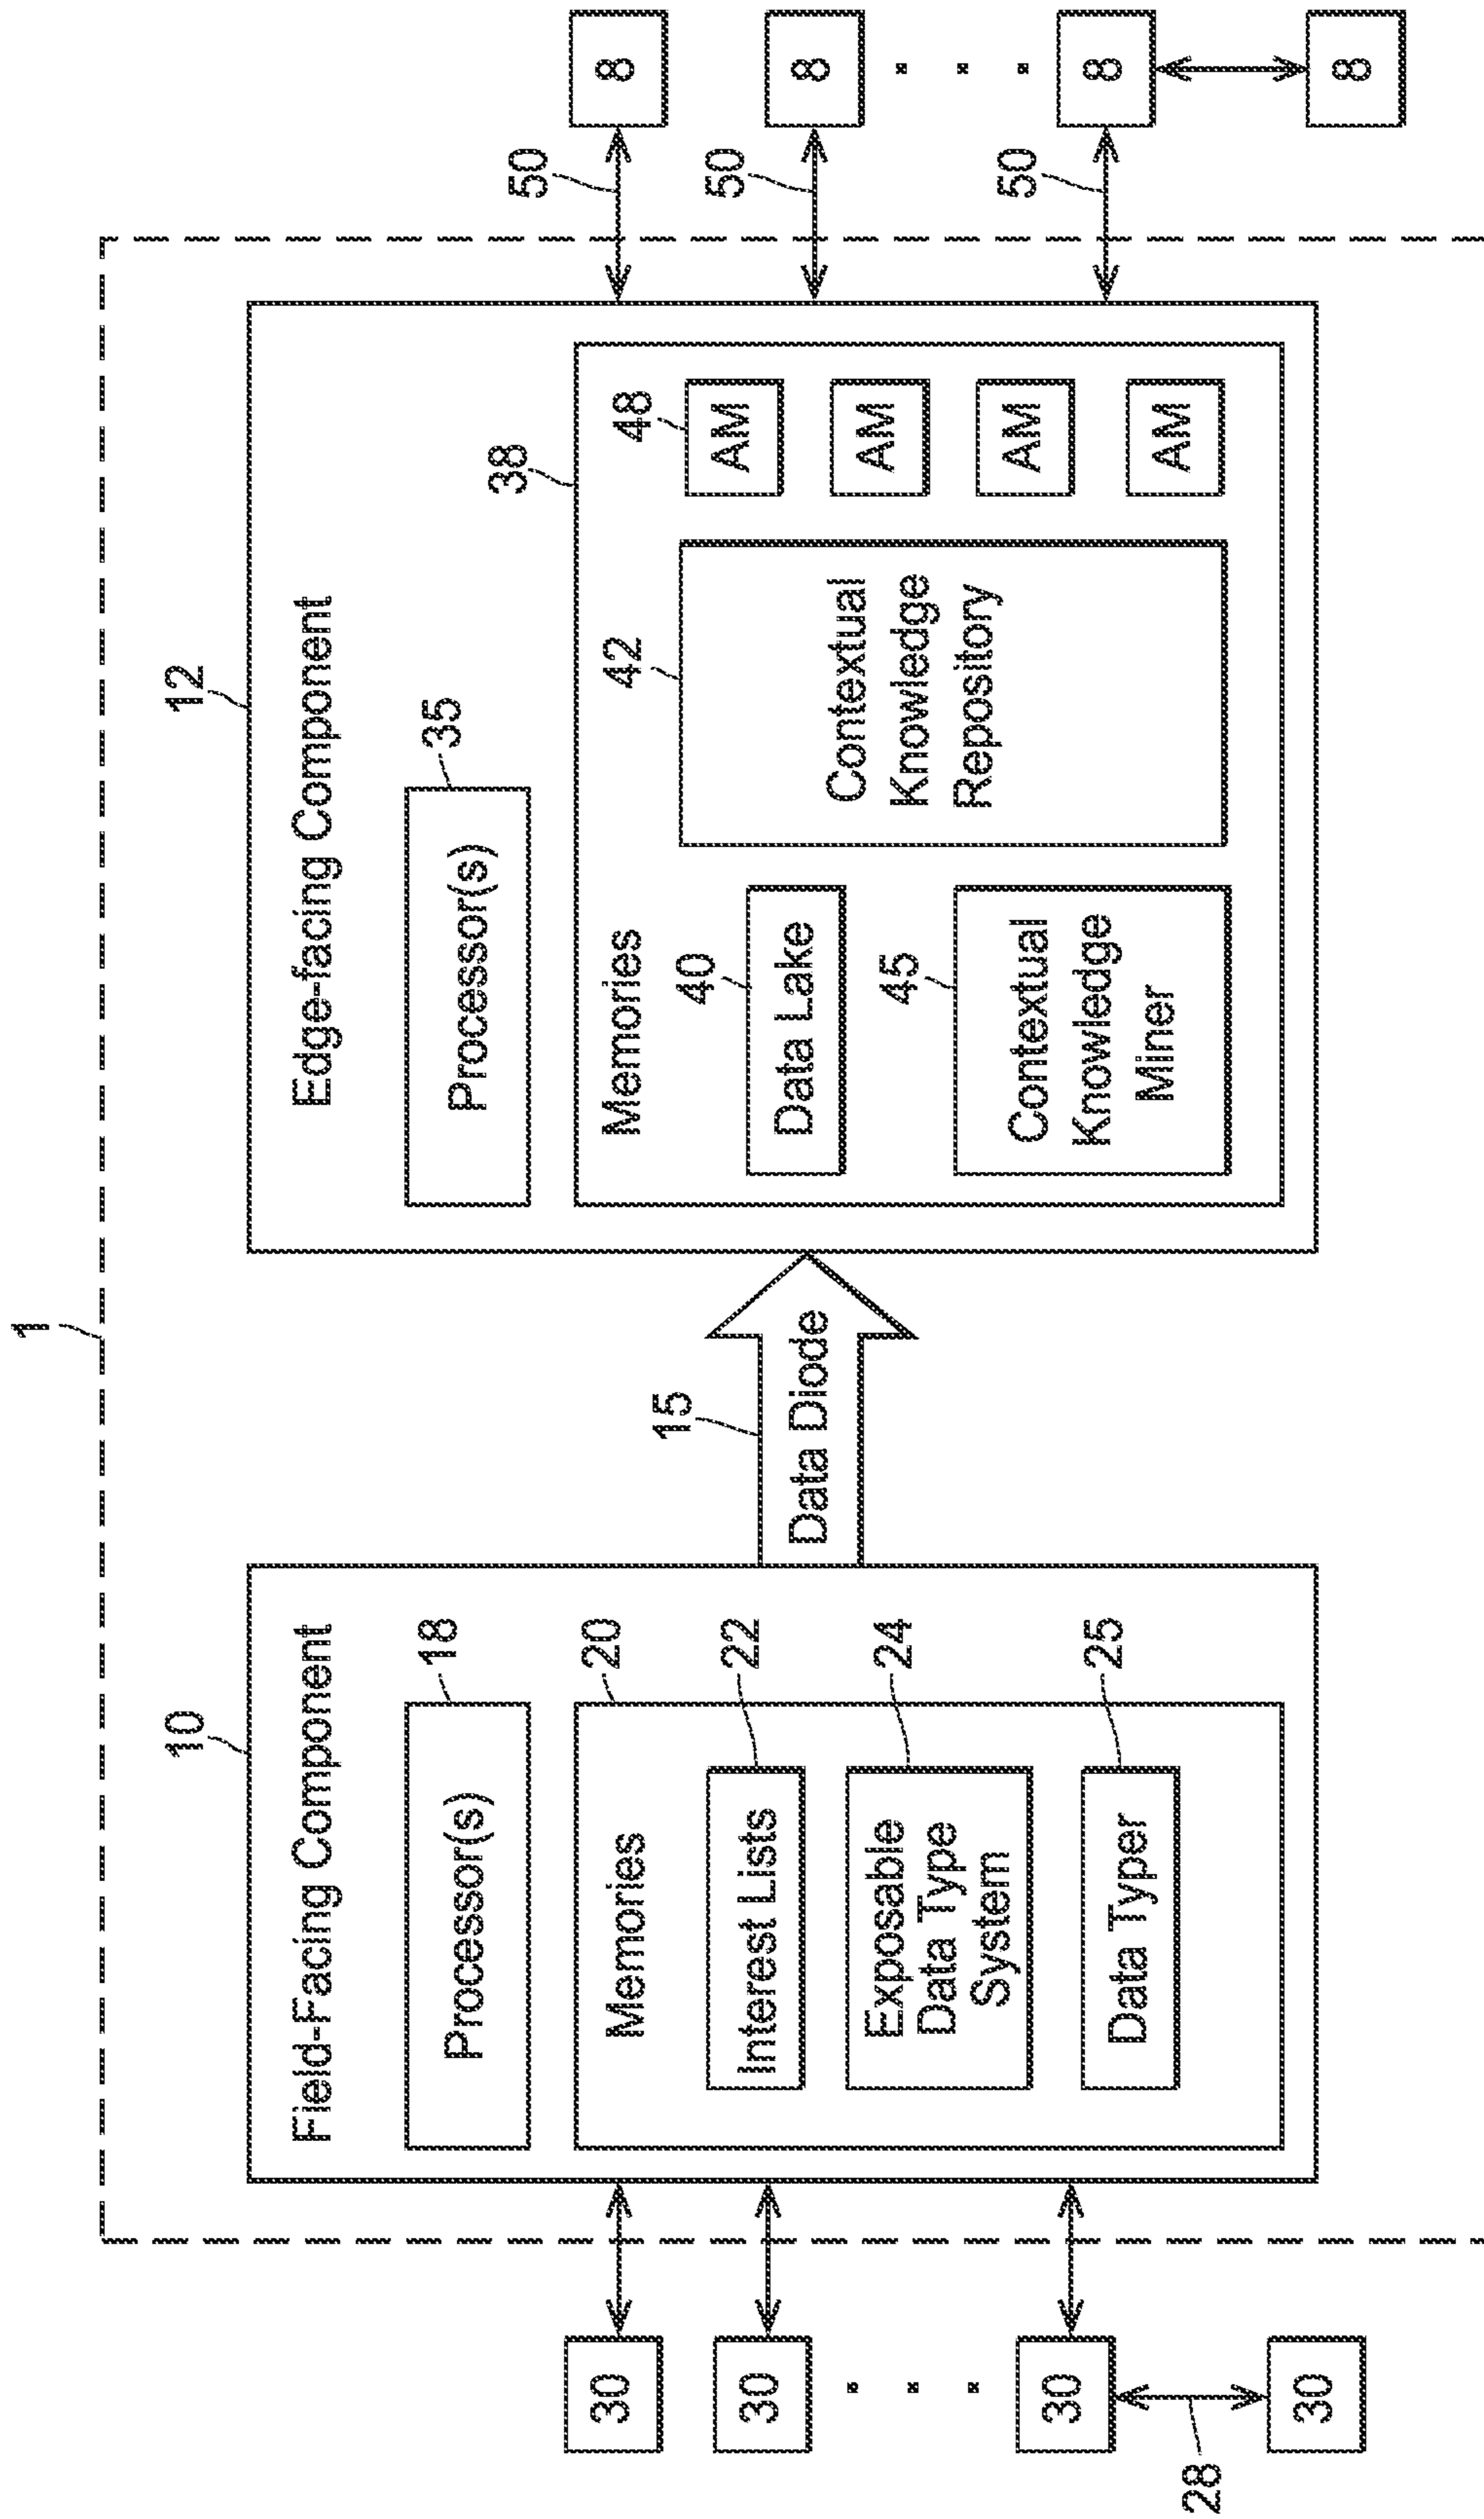 1
10
Field-Facing Component
Processor(s)
18
Memories
20
Interest Lists
22
Exposable
Data Type
System
24
Data Typer
25
30
30
. . .
30
30
28
15
Data Diode
12
Edge-facing Component
Processor(s)
35
38
Memories
40
Data Lake
45
Contextual
Knowledge
Miner
42
Contextual
Knowledge
Repository
48
AM
AM
AM
AM
50
50
50
8
8
. . .
8
8